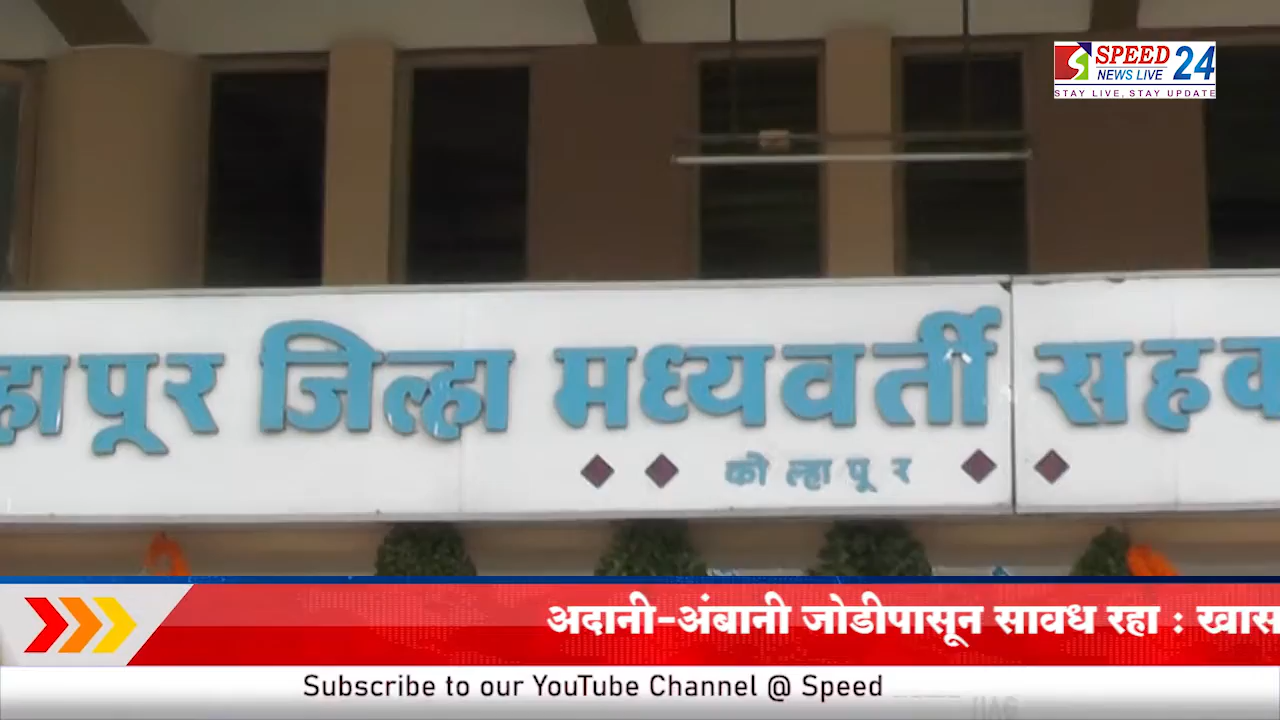 SPEED 24
NEWS LIVE
STAY LIVE, STAY UPDATE
हापूर जिल्हा मध्यवर्ती सहव
कोल्हापूर
अदानी-अंबानी जोडीपासून सावध रहा : खास
Subscribe to our YouTube Channel @ Speed